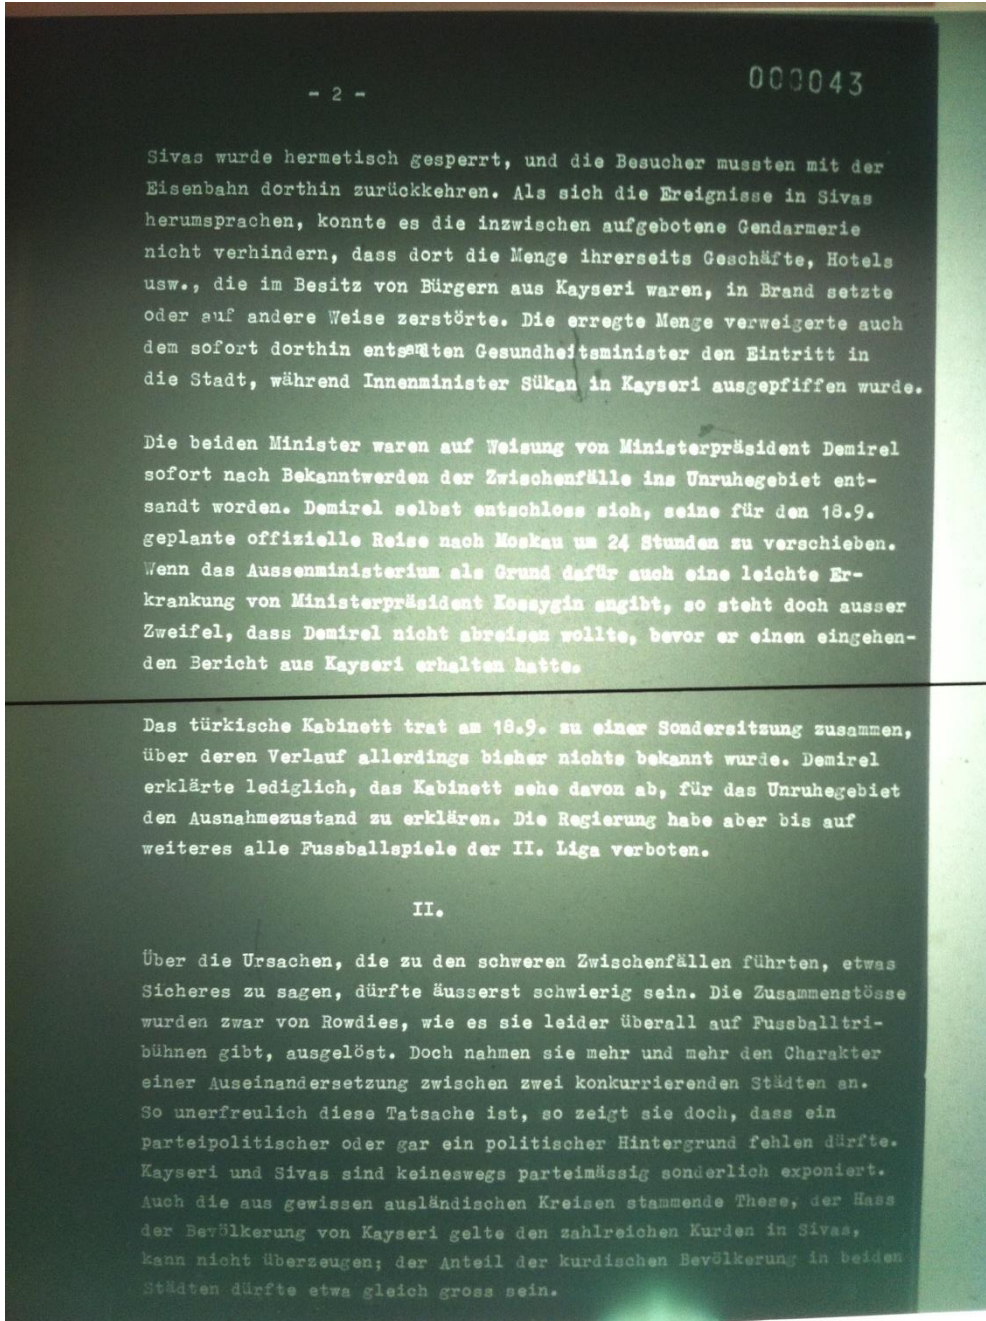 - 2 -
000043
Sivas wurde hermetisch gesperrt, und die Besucher mussten mit der
Eisenbahn dorthin zurückkehren. Als sich die Ereignisse in Sivas
herumsprachen, konnte es die inzwischen aufgebotene Gendarmerie
nicht verhindern, dass dort die Menge ihrerseits Geschäfte, Hotels
usw., die im Besitz von Bürgern aus Kayseri waren, in Brand setzte
oder auf andere Weise zerstörte. Die erregte Menge verweigerte auch
dem sofort dorthin entsandten Gesundheitsminister den Eintritt in
die Stadt, während Innenminister Sükan in Kayseri ausgepfiffen wurde.
Die beiden Minister waren auf Weisung von Ministerpräsident Demirel
sofort nach Bekanntwerden der Zwischenfälle ins Unruhegebiet ent-
sandt worden. Demirel selbst entschloss sich, seine für den 18.9.
geplante offizielle Reise nach Moskau um 24 Stunden zu verschieben.
Wenn das Aussenministerium als Grund dafür auch eine leichte Er-
krankung von Ministerpräsident Kossygin angibt, so steht doch ausser
Zweifel, dass Demirel nicht abreisen wollte, bevor er einen eingehen-
den Bericht aus Kayseri erhalten hatte.
Das türkische Kabinett trat am 18.9. zu einer Sondersitzung zusammen,
über deren Verlauf allerdings bisher nichts bekannt wurde. Demirel
erklärte lediglich, das Kabinett sehe davon ab, für das Unruhegebiet
den Ausnahmezustand zu erklären. Die Regierung habe aber bis auf
weiteres alle Fussballspiele der II. Liga verboten.
II.
Über die Ursachen, die zu den schweren Zwischenfällen führten, etwas
Sicheres zu sagen, dürfte äusserst schwierig sein. Die Zusammenstösse
wurden zwar von Rowdies, wie es sie leider überall auf Fussballtri-
bühnen gibt, ausgelöst. Doch nahmen sie mehr und mehr den Charakter
einer Auseinandersetzung zwischen zwei konkurrierenden Städten an.
So unerfreulich diese Tatsache ist, so zeigt sie doch, dass ein
parteipolitischer oder gar ein politischer Hintergrund fehlen dürfte.
Kayseri und Sivas sind keineswegs parteimässig sonderlich exponiert.
Auch die aus gewissen ausländischen Kreisen stammende These, der Hass
der Bevölkerung von Kayseri gelte den zahlreichen Kurden in Sivas,
kann nicht überzeugen; der Anteil der kurdischen Bevölkerung in beiden
Städten dürfte etwa gleich gross sein.